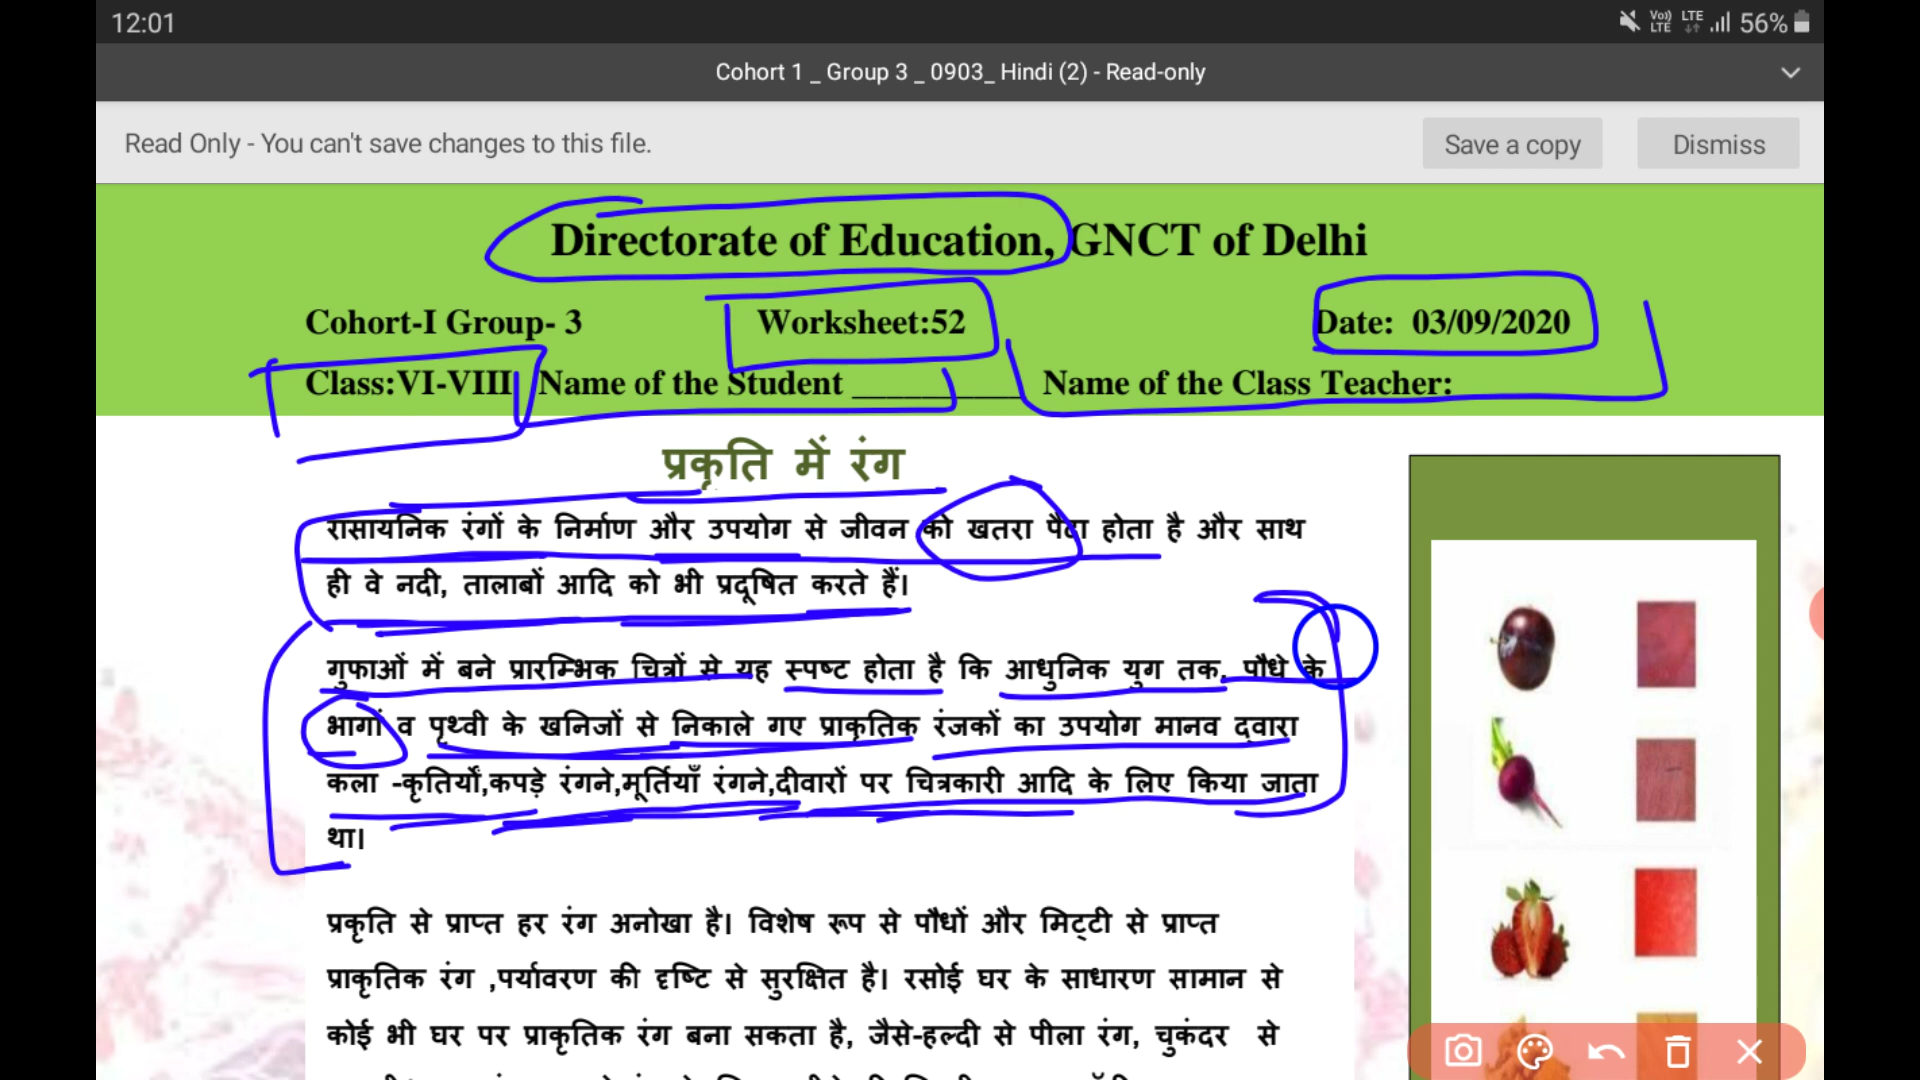 12:01
Vo)) LTE LTE 56%
Cohort 1 _ Group 3 _ 0903_ Hindi (2) - Read-only
Read Only - You can't save changes to this file. Save a copy Dismiss
Directorate of Education, GNCT of Delhi
Cohort-I Group- 3 Worksheet:52 Date: 03/09/2020
Class:VI-VIII Name of the Student __________ Name of the Class Teacher:
प्रकृति में रंग
रासायनिक रंगों के निर्माण और उपयोग से जीवन को खतरा पैदा होता है और साथ
ही वे नदी, तालाबों आदि को भी प्रदूषित करते हैं।
गुफाओं में बने प्रारम्भिक चित्रों से यह स्पष्ट होता है कि आधुनिक युग तक, पौधे के
भागों व पृथ्वी के खनिजों से निकाले गए प्राकृतिक रंजकों का उपयोग मानव द्वारा
कला -कृतियों,कपड़े रंगने,मूर्तियाँ रंगने,दीवारों पर चित्रकारी आदि के लिए किया जाता
था।
प्रकृति से प्राप्त हर रंग अनोखा है। विशेष रूप से पौधों और मिट्टी से प्राप्त
प्राकृतिक रंग ,पर्यावरण की दृष्टि से सुरक्षित है। रसोई घर के साधारण सामान से
कोई भी घर पर प्राकृतिक रंग बना सकता है, जैसे-हल्दी से पीला रंग, चुकंदर से